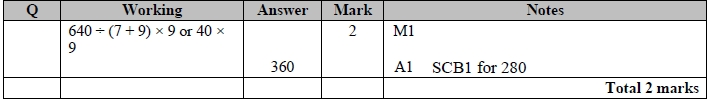 Q Working Answer Mark Notes
640 ÷ (7 + 9) × 9 or 40 × 2 M1
9
360 A1 SCB1 for 280
Total 2 marks